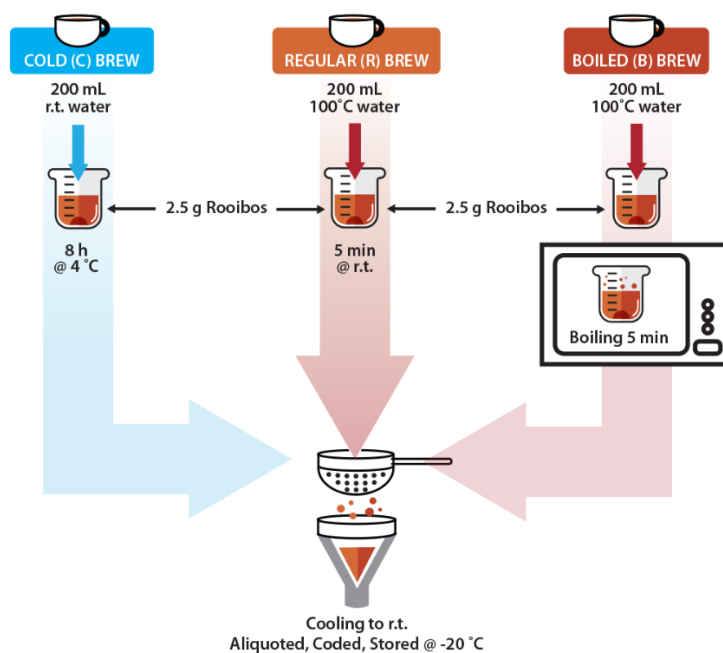 COLD (C) BREW
REGULAR (R) BREW
BOILED (B) BREW
200 mL
r.t. water
200 mL
100˚C water
200 mL
100˚C water
2.5 g Rooibos
2.5 g Rooibos
8 h
@ 4 ˚C
5 min
@ r.t.
Boiling 5 min
Cooling to r.t.
Aliquoted, Coded, Stored @ -20 ˚C